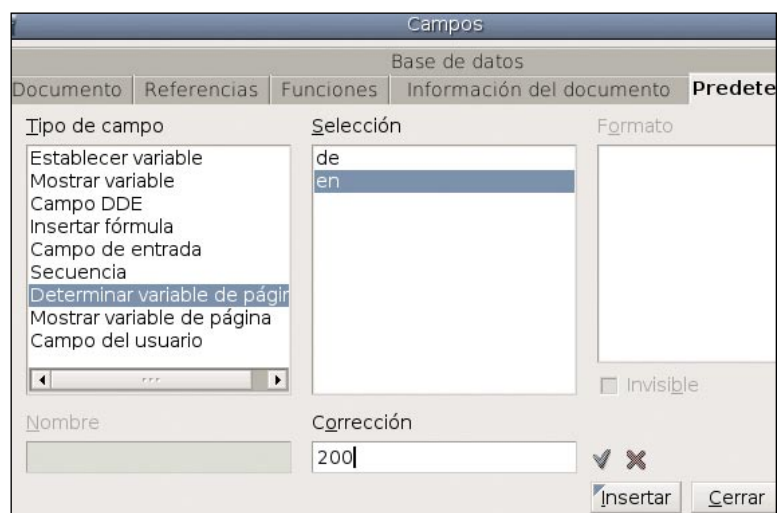 Campos
Base de datos
Documento Referencias Funciones Información del documento Predete
Tipo de campo
Establecer variable
Mostrar variable
Campo DDE
Insertar fórmula
Campo de entrada
Secuencia
Determinar variable de págin
Mostrar variable de página
Campo del usuario
Selección
de
en
Formato
Invisible
Nombre
Corrección
200
Insertar Cerrar